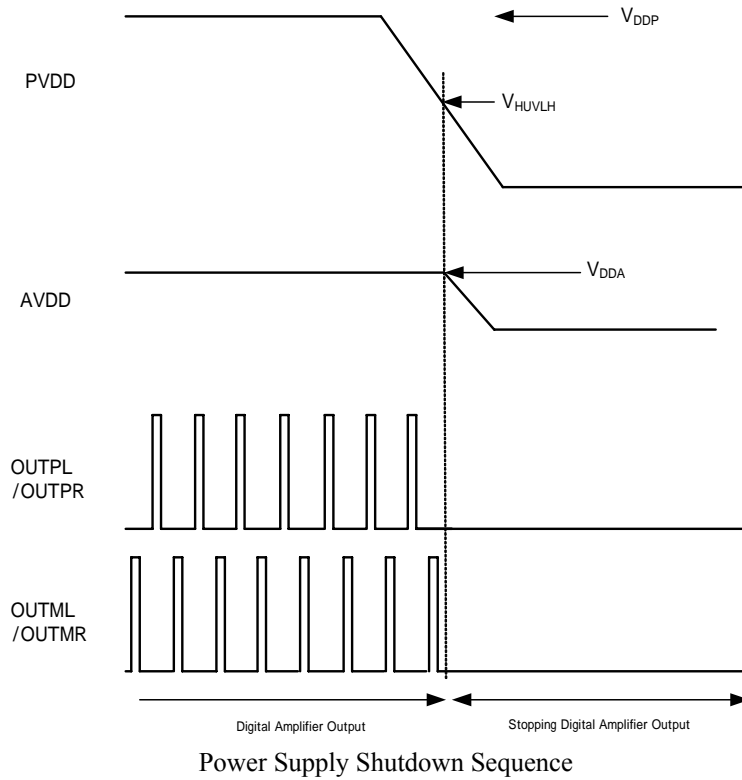 V_DDP
PVDD
V_HUVLH
V_DDA
AVDD
OUTPL
/OUTPR
OUTML
/OUTMR
Digital Amplifier Output
Stopping Digital Amplifier Output
Power Supply Shutdown Sequence